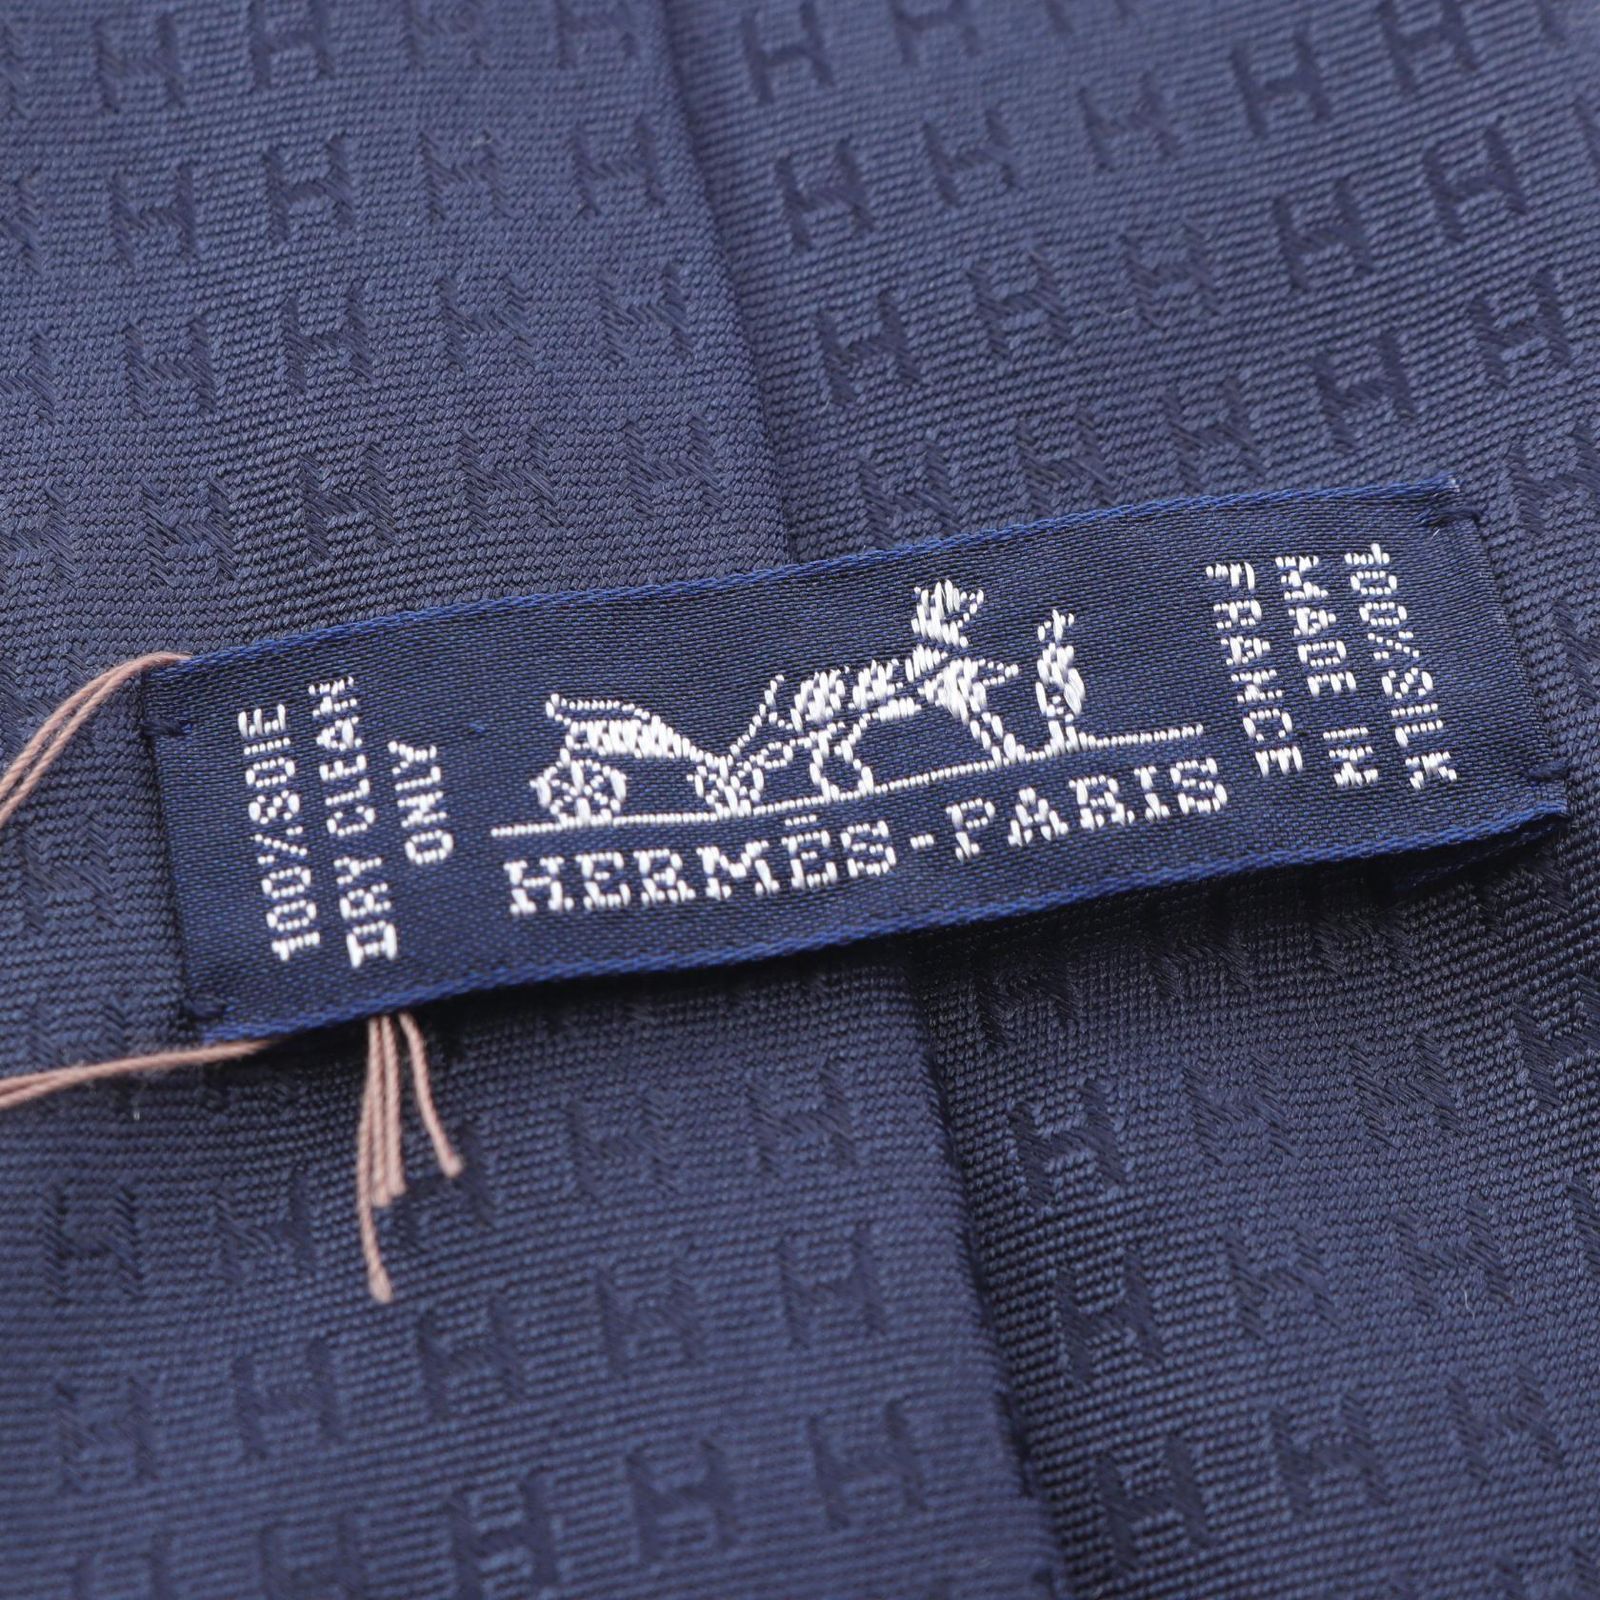 100%SOIE
DRY CLEAN
ONLY
HERMÈS-PARIS
FRANCE
MADE IN
100%SILK